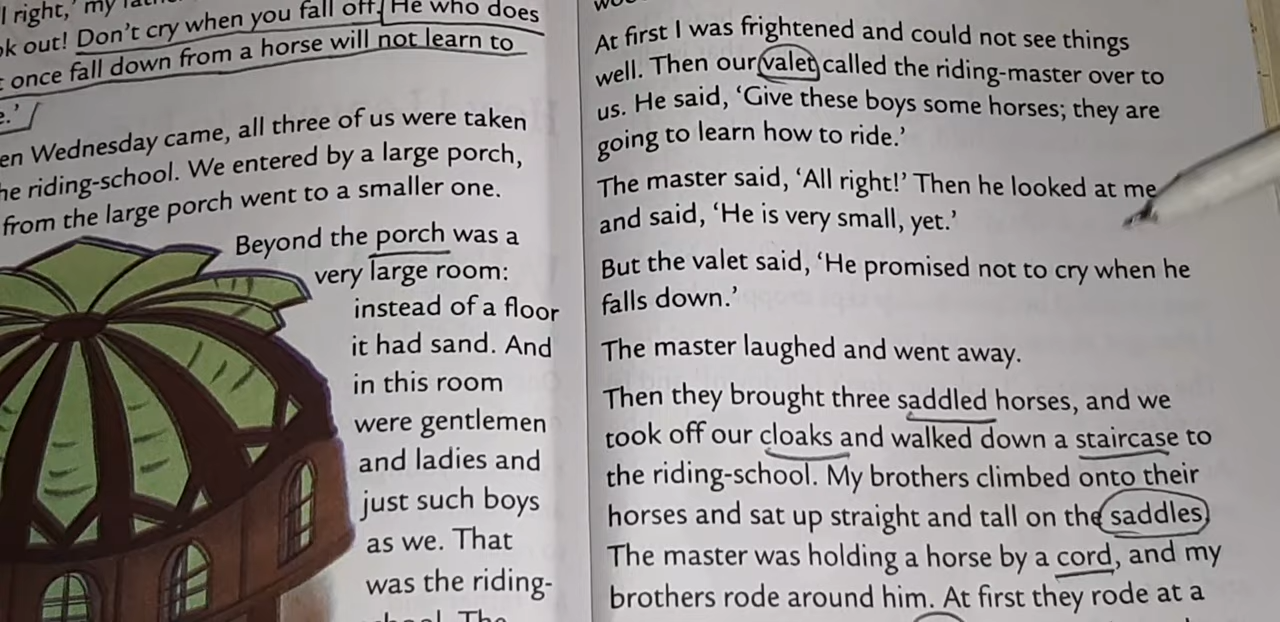 I right,' my
ok out! Don't cry when you fall off. He who does
once fall down from a horse will not learn to
e.'
en Wednesday came, all three of us were taken
he riding-school. We entered by a large porch,
from the large porch went to a smaller one.
Beyond the porch was a
very large room:
instead of a floor
it had sand. And
in this room
were gentlemen
and ladies and
just such boys
as we. That
was the riding-
The
At first I was frightened and could not see things
well. Then our valet called the riding-master over to
us. He said, ‘Give these boys some horses; they are
going to learn how to ride.’
The master said, ‘All right!’ Then he looked at me
and said, ‘He is very small, yet.’
But the valet said, ‘He promised not to cry when he
falls down.’
The master laughed and went away.
Then they brought three saddled horses, and we
took off our cloaks and walked down a staircase to
the riding-school. My brothers climbed onto their
horses and sat up straight and tall on the saddles
The master was holding a horse by a cord, and my
brothers rode around him. At first they rode at a